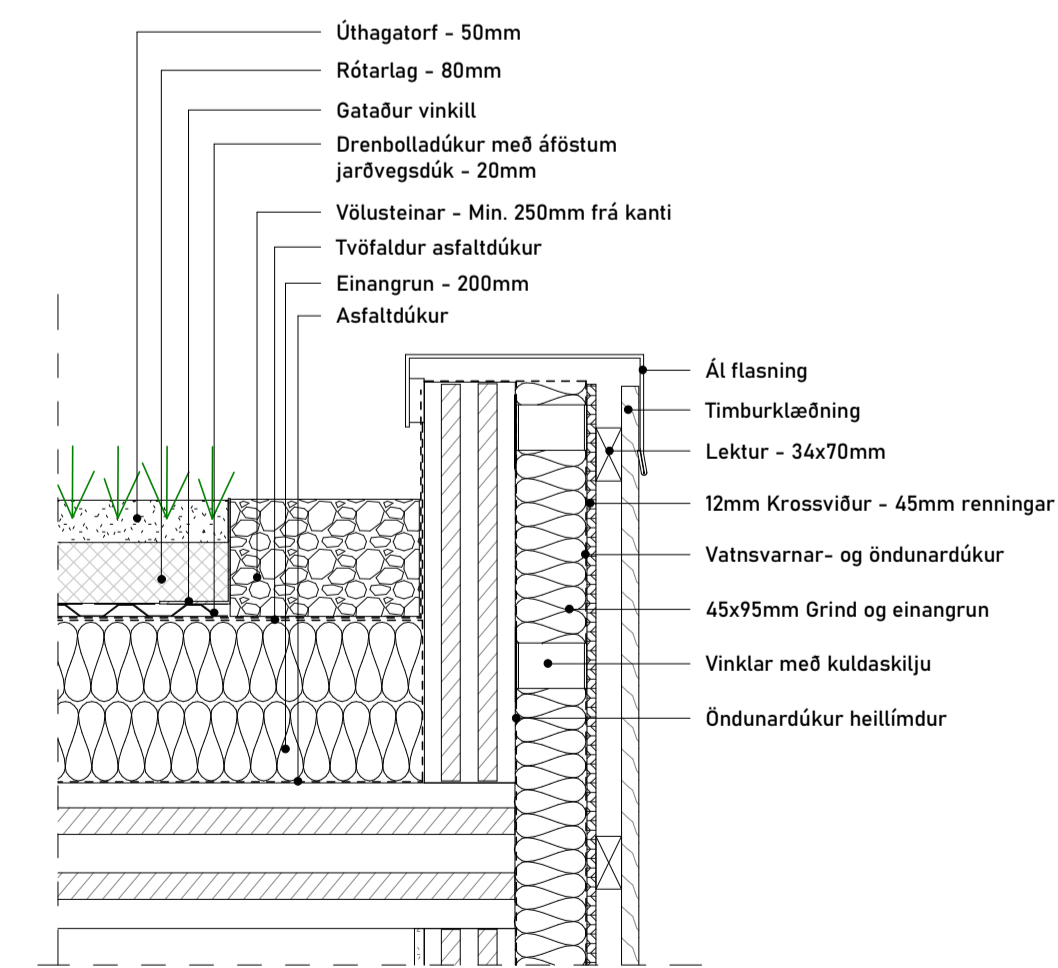 Úthagatorf - 50mm
Rótarlag - 80mm
Gataður vinkill
Drenbolladúkur með áföstum
jarðvegsdúk - 20mm
Völusteinar - Min. 250mm frá kanti
Tvöfaldur asfaltdúkur
Einangrun - 200mm
Asfaltdúkur
Ál flasning
Timburklæðning
Lektur - 34x70mm
12mm Krossviður - 45mm renningar
Vatnsvarnar- og öndunardúkur
45x95mm Grind og einangrun
Vinklar með kuldaskilju
Öndunardúkur heillímdur